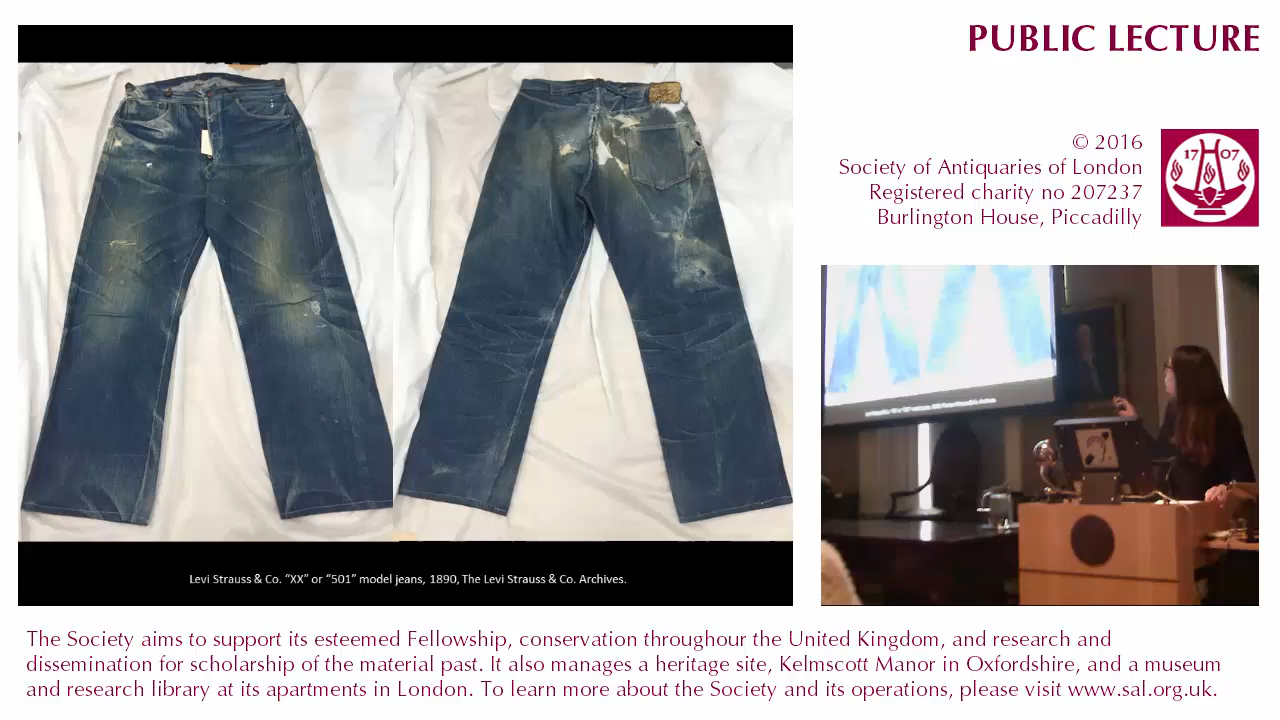 PUBLIC LECTURE
© 2016
Society of Antiquaries of London
Registered charity no 207237
Burlington House, Piccadilly
17 07
Levi Strauss & Co. “XX” or “501” model jeans, 1890, The Levi Strauss & Co. Archives.
The Society aims to support its esteemed Fellowship, conservation throughour the United Kingdom, and research and
dissemination for scholarship of the material past. It also manages a heritage site, Kelmscott Manor in Oxfordshire, and a museum
and research library at its apartments in London. To learn more about the Society and its operations, please visit www.sal.org.uk.